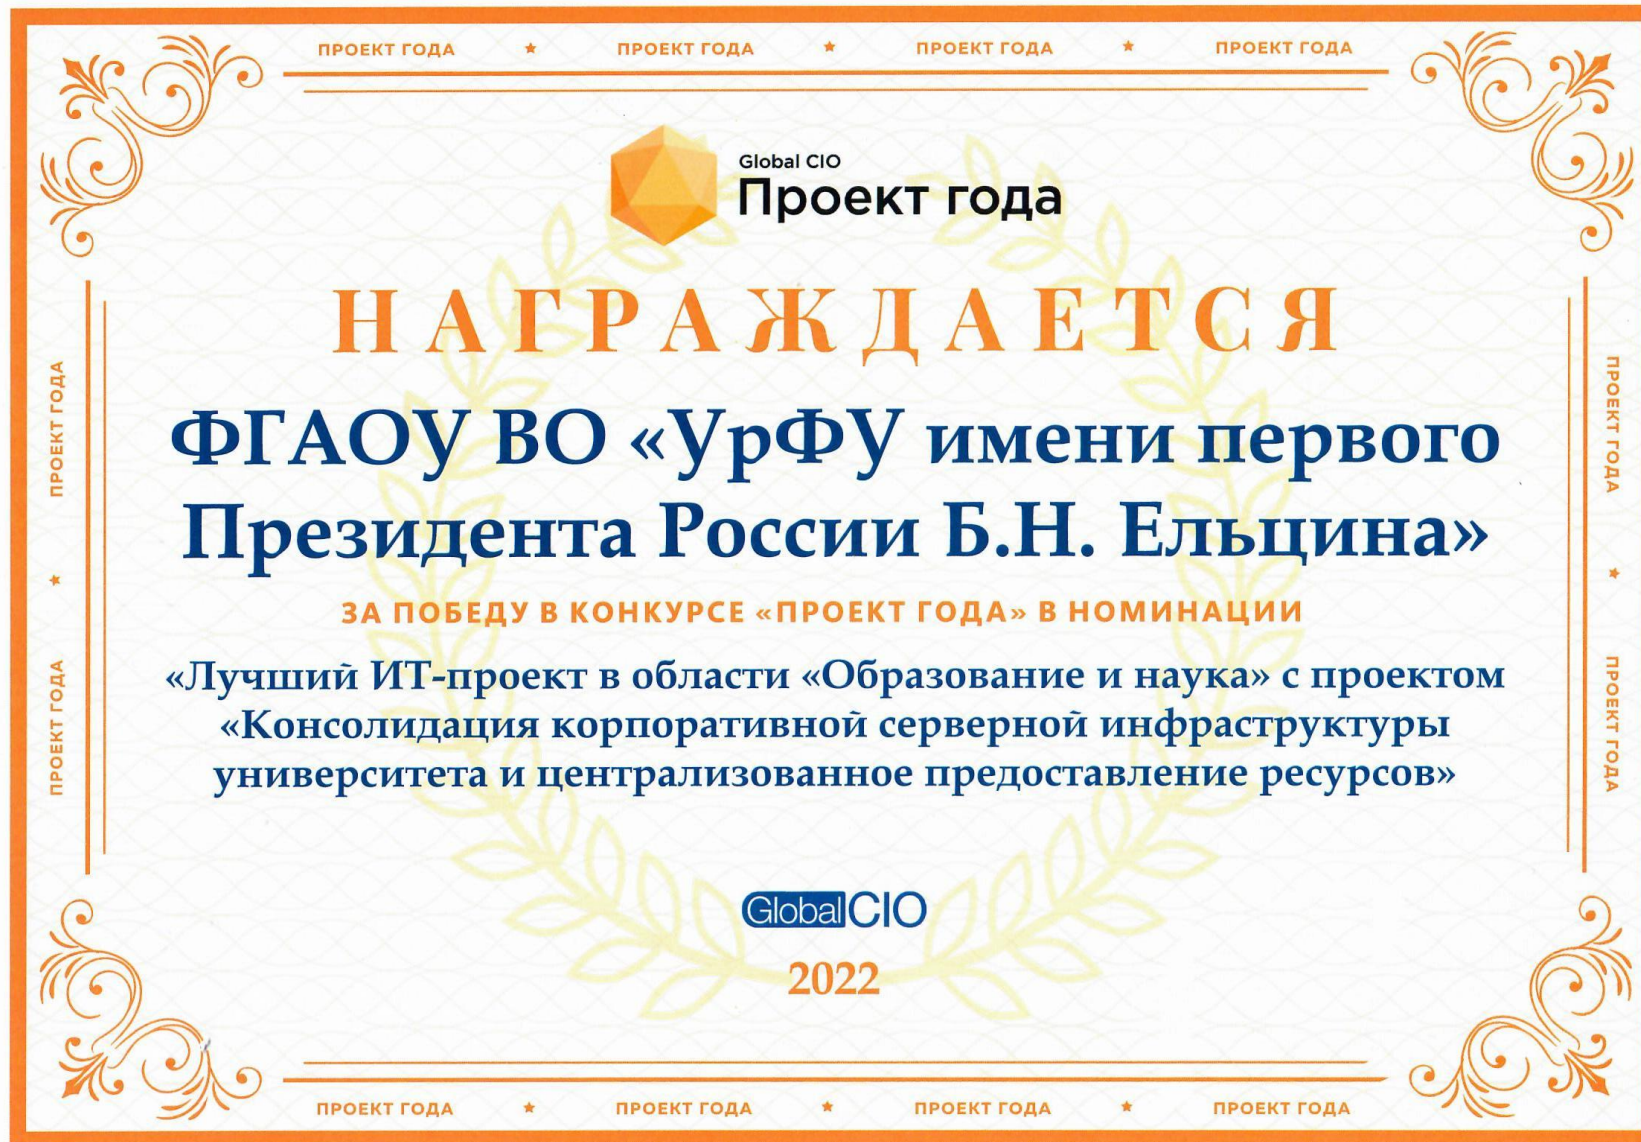 ПРОЕКТ ГОДА ★ ПРОЕКТ ГОДА ★ ПРОЕКТ ГОДА ★ ПРОЕКТ ГОДА
Global CIO
Проект года
НАГРАЖДАЕТСЯ
ФГАОУ ВО «УрФУ имени первого
Президента России Б.Н. Ельцина»
ЗА ПОБЕДУ В КОНКУРСЕ «ПРОЕКТ ГОДА» В НОМИНАЦИИ
«Лучший ИТ-проект в области «Образование и наука» с проектом
«Консолидация корпоративной серверной инфраструктуры
университета и централизованное предоставление ресурсов»
GlobalCIO
2022
ПРОЕКТ ГОДА ★ ПРОЕКТ ГОДА
ПРОЕКТ ГОДА ★ ПРОЕКТ ГОДА
ПРОЕКТ ГОДА ★ ПРОЕКТ ГОДА ★ ПРОЕКТ ГОДА ★ ПРОЕКТ ГОДА